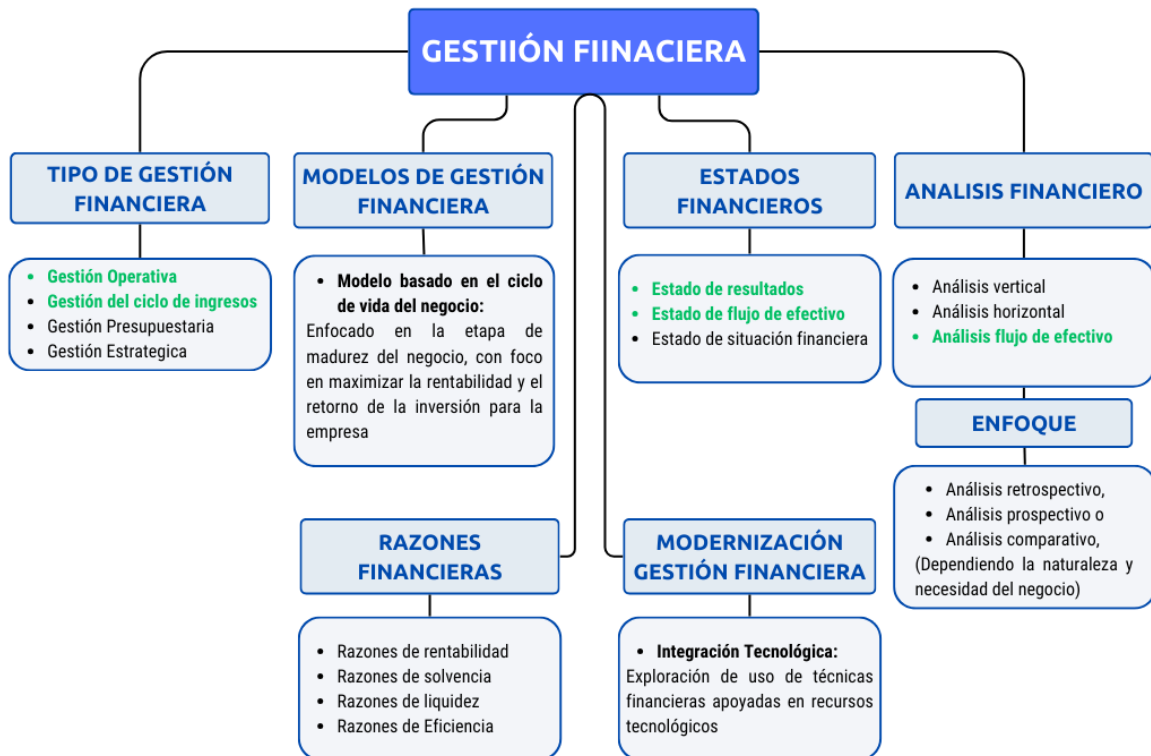 GESTIIÓN FIINACIERA
TIPO DE GESTIÓN
FINANCIERA
• Gestión Operativa
• Gestión del ciclo de ingresos
• Gestión Presupuestaria
• Gestión Estrategica
MODELOS DE GESTIÓN
FINANCIERA
• Modelo basado en el ciclo
de vida del negocio:
Enfocado en la etapa de
madurez del negocio, con foco
en maximizar la rentabilidad y el
retorno de la inversión para la
empresa
ESTADOS
FINANCIEROS
• Estado de resultados
• Estado de flujo de efectivo
• Estado de situación financiera
ANALISIS FINANCIERO
• Análisis vertical
• Análisis horizontal
• Análisis flujo de efectivo
ENFOQUE
• Análisis retrospectivo,
• Análisis prospectivo o
• Análisis comparativo,
(Dependiendo la naturaleza y
necesidad del negocio)
RAZONES
FINANCIERAS
• Razones de rentabilidad
• Razones de solvencia
• Razones de liquidez
• Razones de Eficiencia
MODERNIZACIÓN
GESTIÓN FINANCIERA
• Integración Tecnológica:
Exploración de uso de técnicas
financieras apoyadas en recursos
tecnológicos